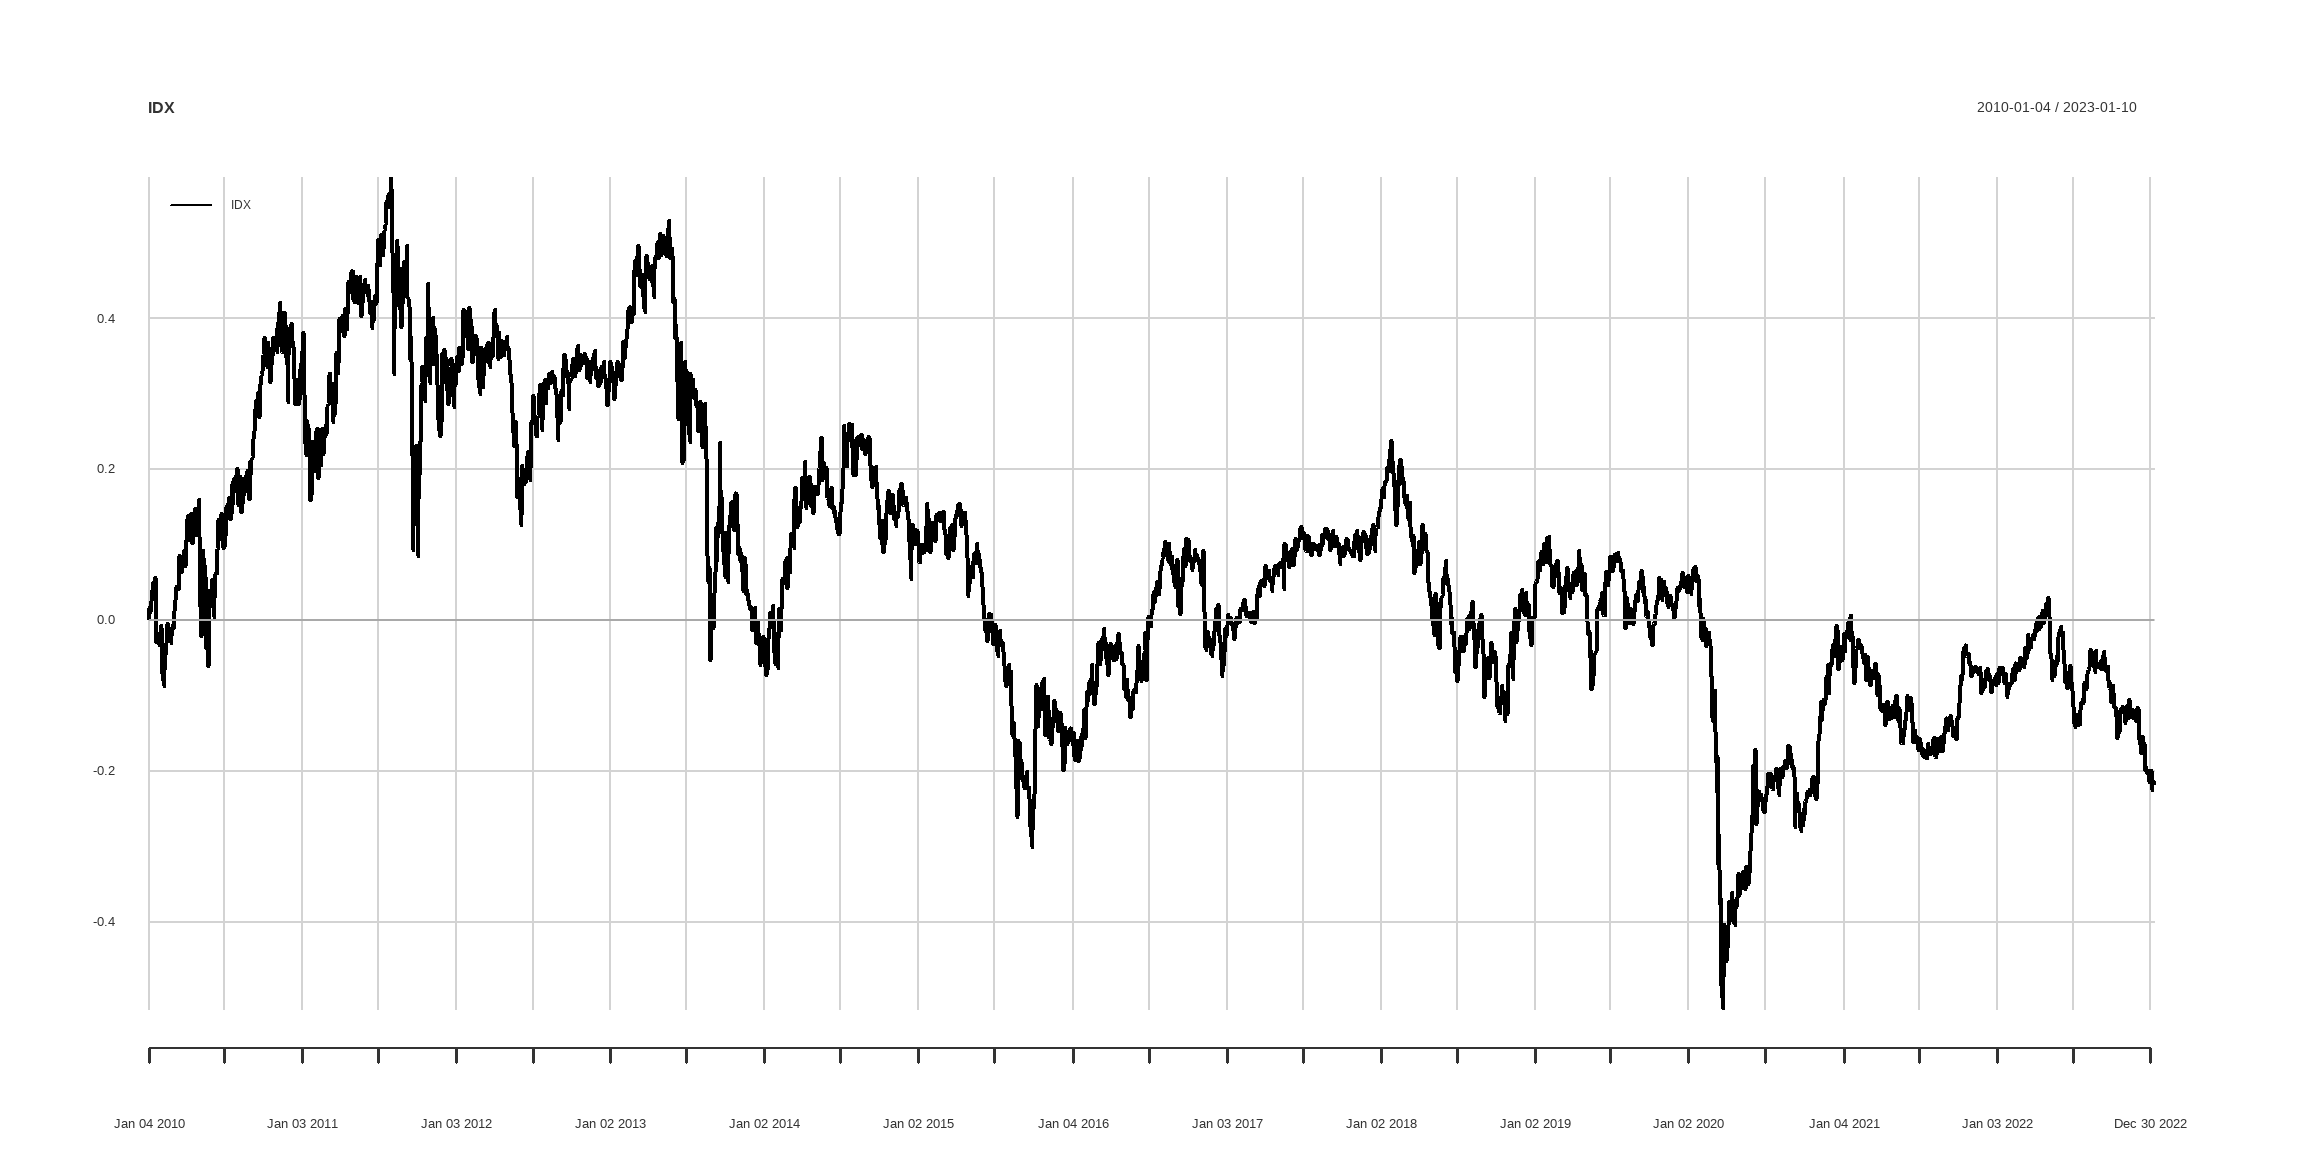 IDX
2010-01-04 / 2023-01-10
IDX
0.4
0.2
0.0
-0.2
-0.4
Jan 04 2010
Jan 03 2011
Jan 03 2012
Jan 02 2013
Jan 02 2014
Jan 02 2015
Jan 04 2016
Jan 03 2017
Jan 02 2018
Jan 02 2019
Jan 02 2020
Jan 04 2021
Jan 03 2022
Dec 30 2022